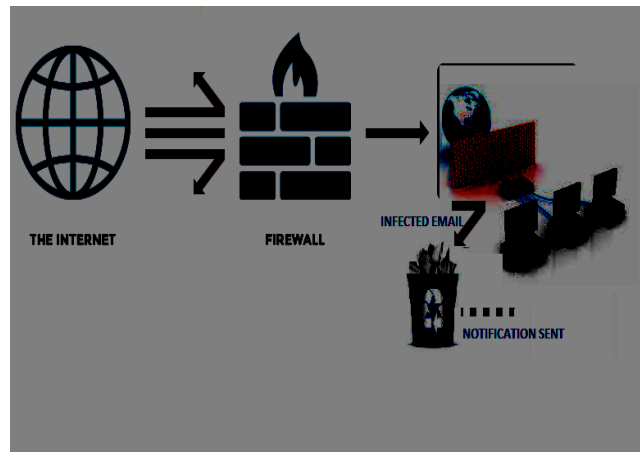 INFECTED EMAIL
THE INTERNET
FIREWALL
NOTIFICATION SENT